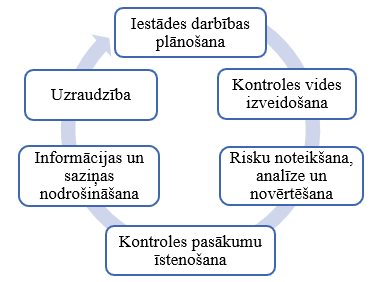 Iestādes darbības
plānošana
Kontroles vides
izveidošana
Risku noteikšana,
analīze un
novērtēšana
Kontroles pasākumu
īstenošana
Informācijas un
saziņas
nodrošināšana
Uzraudzība